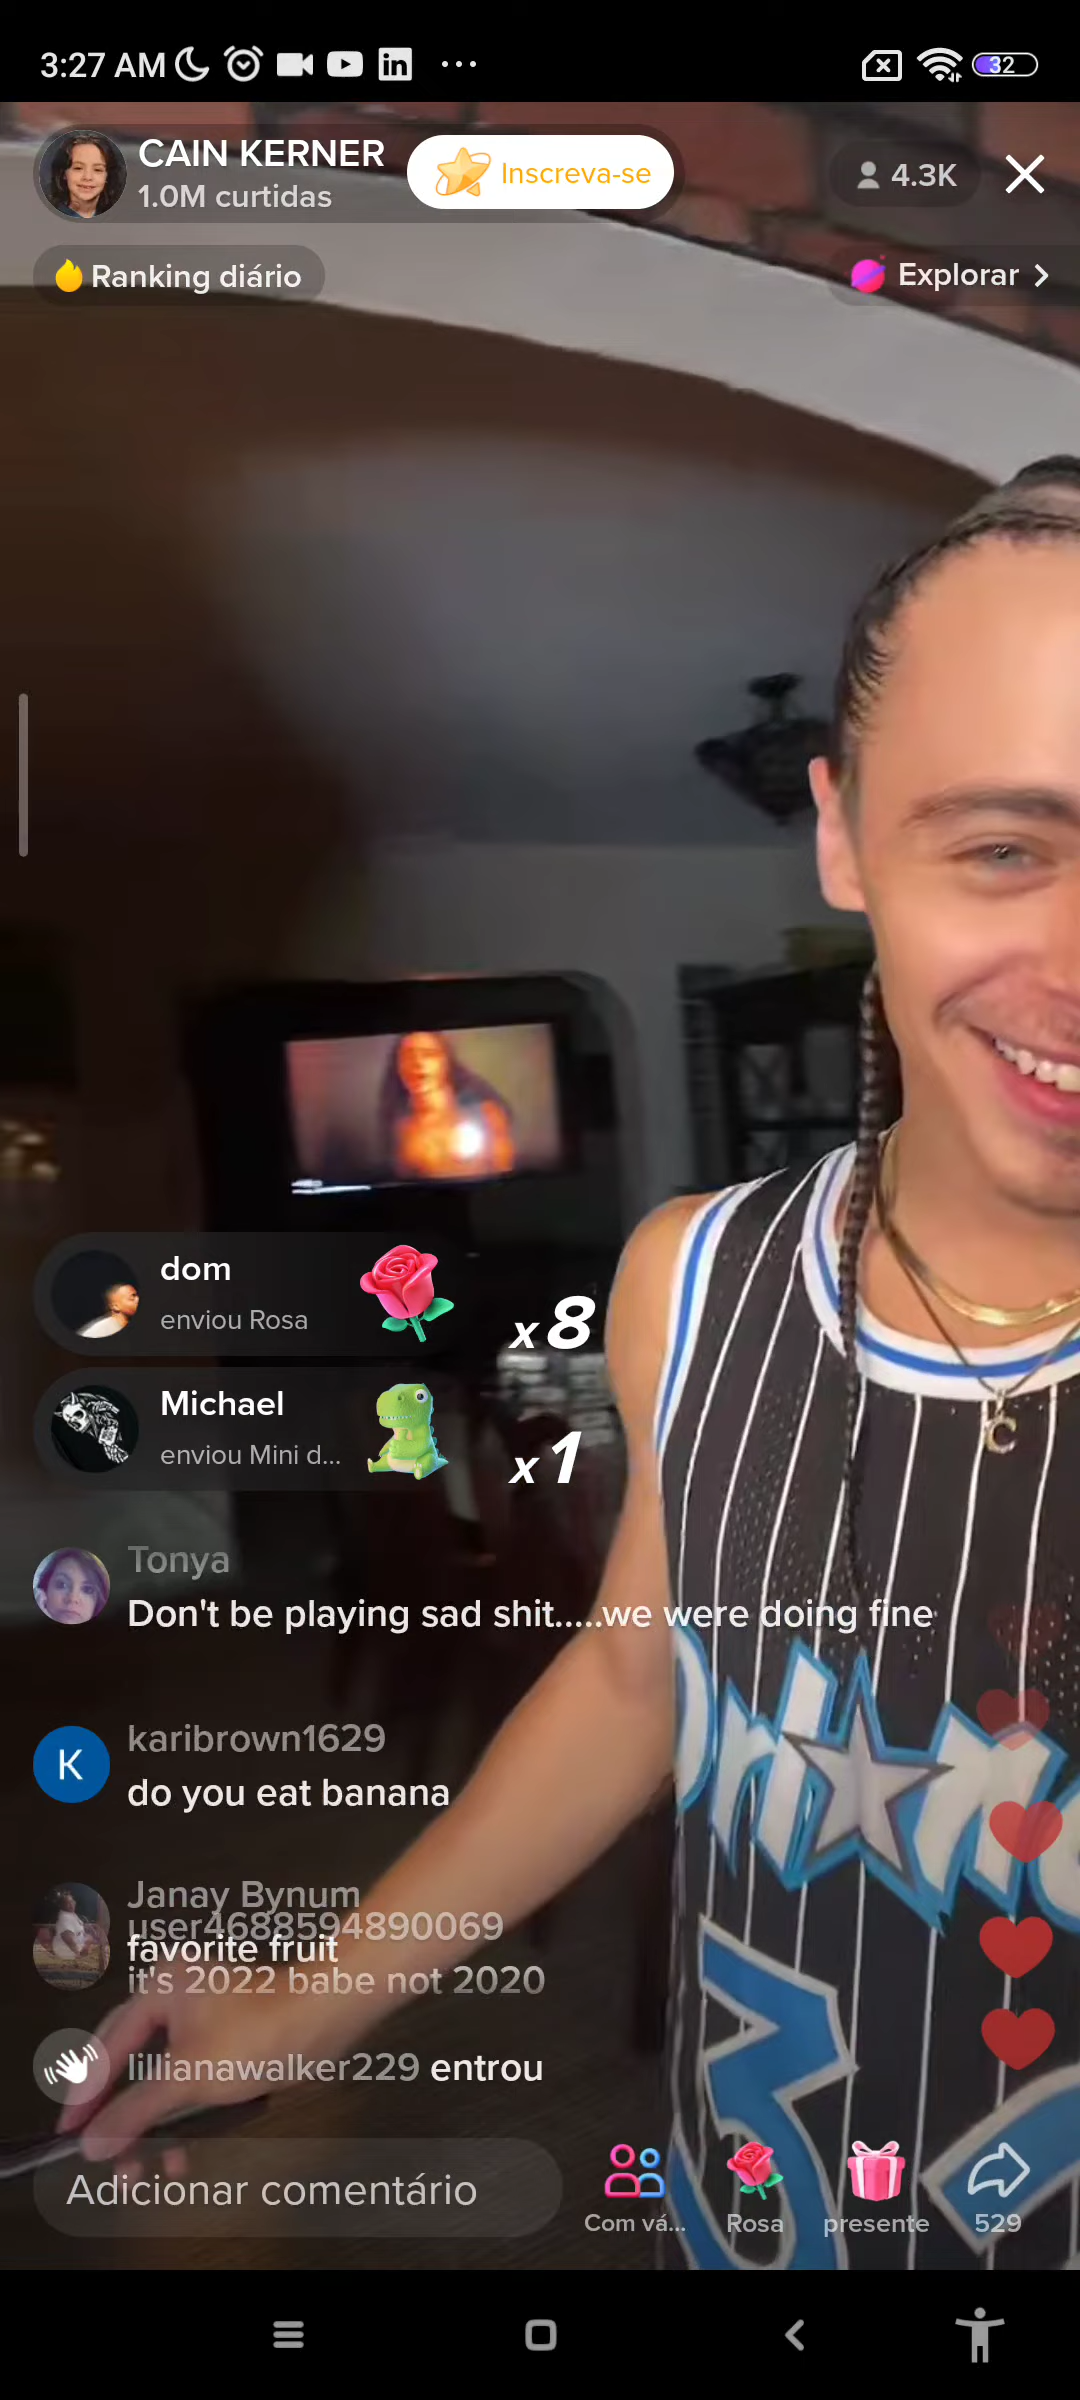 3:27 AM
32
CAIN KERNER
1.0M curtidas
Inscreva-se
4.3K
Ranking diário
Explorar
dom
enviou Rosa
x8
Michael
enviou Mini d...
x1
Tonya
Don't be playing sad shit.....we were doing fine
K
karibrown1629
do you eat banana
Janay Bynum
user4688594890069
favorite fruit
it's 2022 babe not 2020
lillianawalker229 entrou
Adicionar comentário
Com vá...
Rosa
presente
529